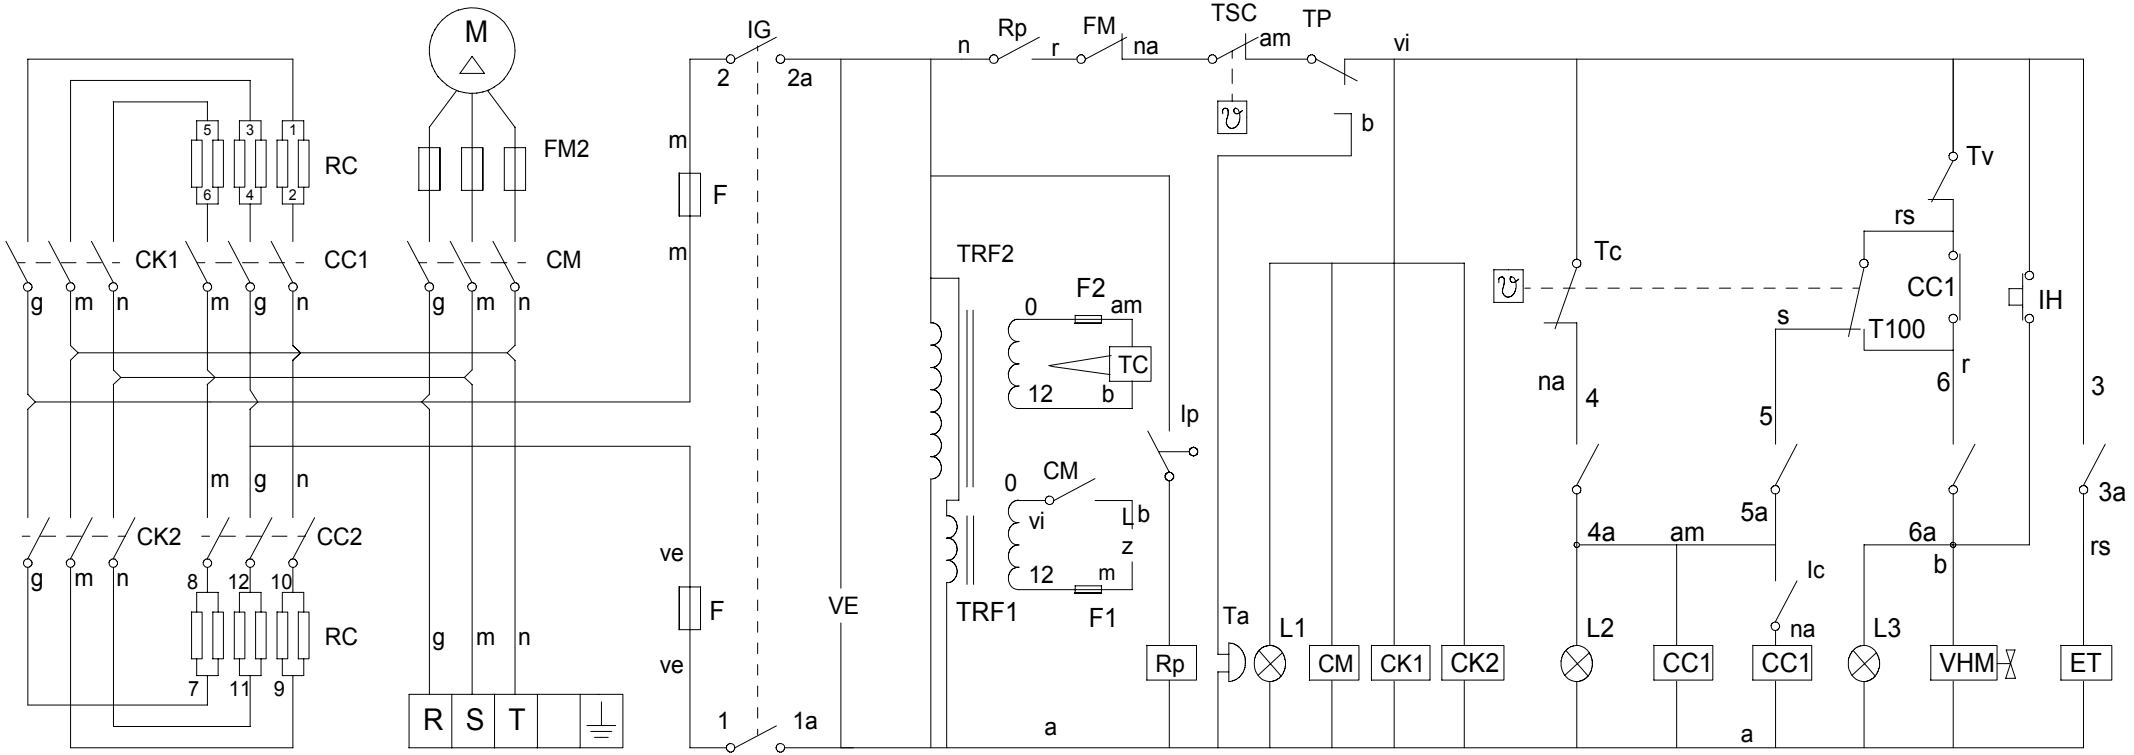 M IG n Rp r FM na TSC am TP vi
2 2a
5 3 1 RC FM2 m ϑ b
6 4 2 F Tv
rs
CK1 CC1 CM m TRF2 Tc
g m n m g n g m n 0 F2 am ϑ CC1 IH
s T100
TC r
12 b na 4 5 6 3
Ip
m g n 0 CM
vi L b 5a 3a
CK2 CC2 4a am 6a rs
g m n 8 12 10 ve z b
12 m Ic
F VE TRF1 F1 Ta L1 L2 na L3
RC g m n
ve Rp CM CK1 CK2 CC1 CC1 VHM ET
7 11 9
R S T 1 1a a a